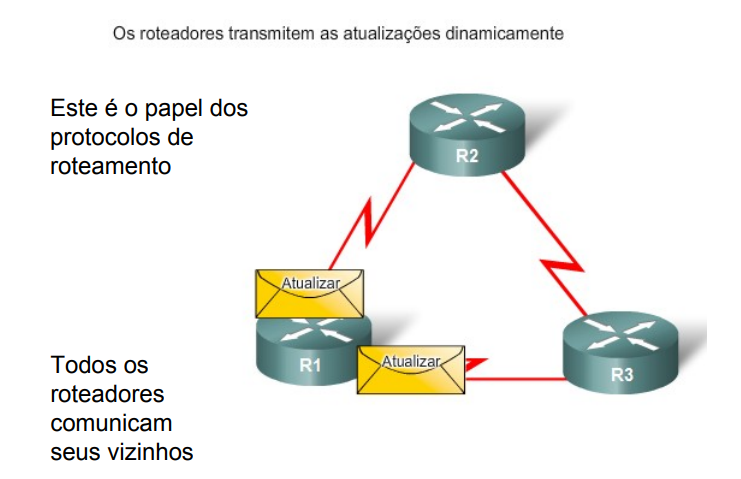 Os roteadores transmitem as atualizações dinamicamente
Este é o papel dos
protocolos de
roteamento
R2
Atualizar
R1
Atualizar
R3
Todos os
roteadores
comunicam
seus vizinhos